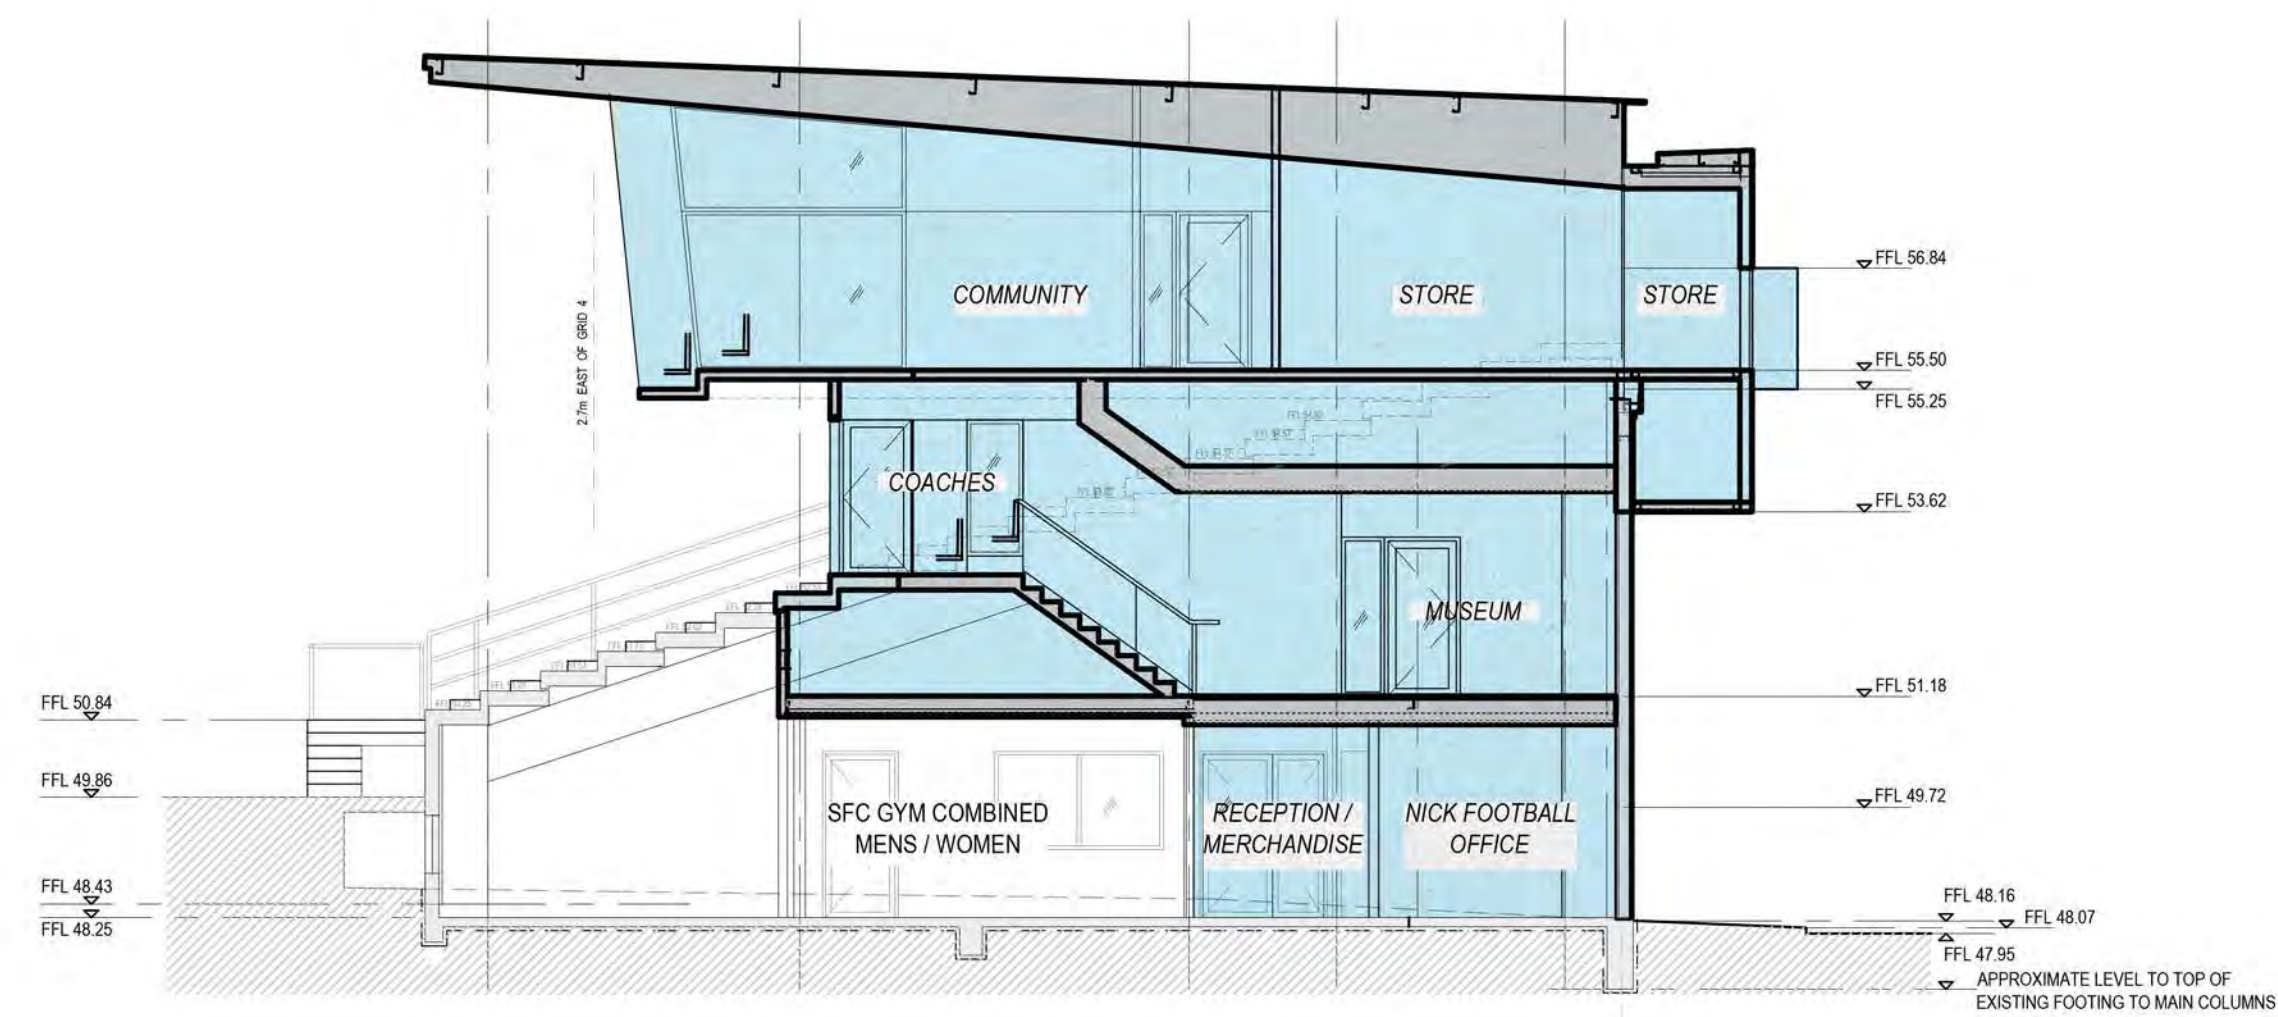 FFL 56.84
COMMUNITY
STORE
STORE
2.7m EAST OF GRID 4
FFL 55.50
FFL 55.25
COACHES
FFL 53.62
MUSEUM
FFL 51.18
FFL 50.84
FFL 49.86
FFL 49.72
SFC GYM COMBINED
MENS / WOMEN
RECEPTION /
MERCHANDISE
NICK FOOTBALL
OFFICE
FFL 48.43
FFL 48.25
FFL 48.16
FFL 48.07
FFL 47.95
APPROXIMATE LEVEL TO TOP OF
EXISTING FOOTING TO MAIN COLUMNS